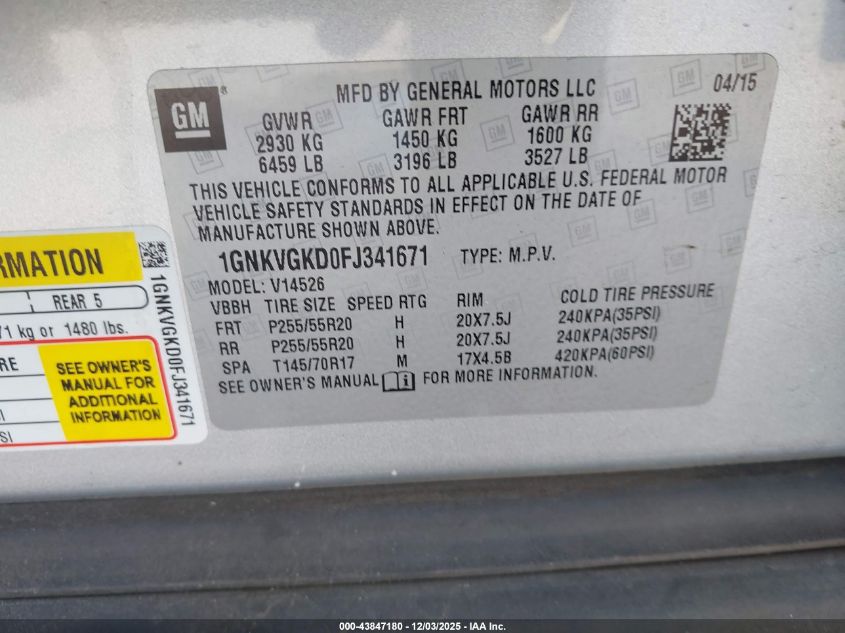 GM
®
MFD BY GENERAL MOTORS LLC
04/15
GVWR GAWR FRT GAWR RR
2930 KG 1450 KG 1600 KG
6459 LB 3196 LB 3527 LB
THIS VEHICLE CONFORMS TO ALL APPLICABLE U.S. FEDERAL MOTOR
VEHICLE SAFETY STANDARDS IN EFFECT ON THE DATE OF
MANUFACTURE SHOWN ABOVE.
1GNKVGKD0FJ341671 TYPE: M.P.V.
MODEL: V14526
VBBH TIRE SIZE SPEED RTG RIM COLD TIRE PRESSURE
FRT P255/55R20 H 20X7.5J 240KPA(35PSI)
RR P255/55R20 H 20X7.5J 240KPA(35PSI)
SPA T145/70R17 M 17X4.5B 420KPA(60PSI)
SEE OWNER'S MANUAL FOR MORE INFORMATION.
RMATION
REAR 5
1 kg or 1480 lbs.
RE
SEE OWNER'S
MANUAL FOR
ADDITIONAL
INFORMATION
SI
1GNKVGKD0FJ341671
000-43847180 - 12/03/2025 - IAA Inc.